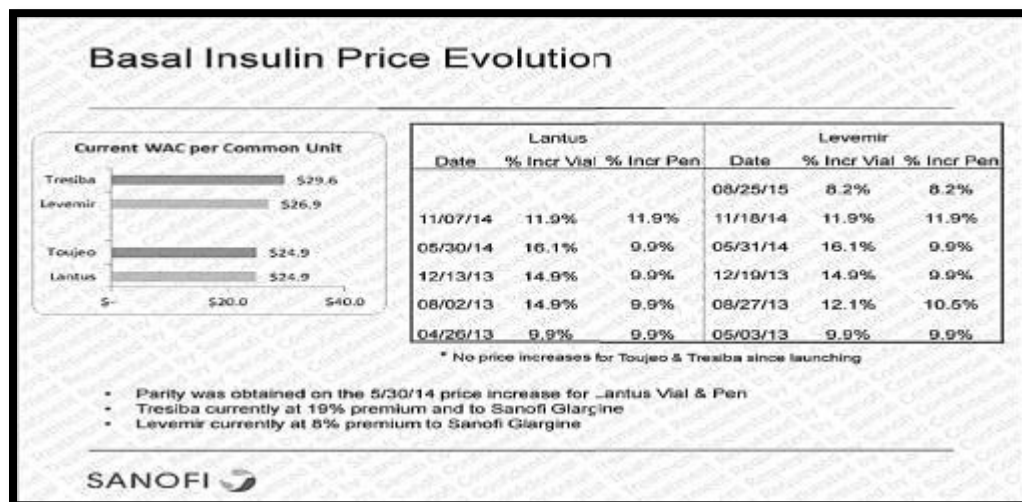 Basal Insulin Price Evolution
Current WAC per Common Unit
Tresiba $29.6
Levemir $26.9
Toujeo $24.9
Lantus $24.9
$- $20.0 $40.0
Lantus Levemir
Date % Incr Vial % Incr Pen Date % Incr Vial % Incr Pen
08/25/15 8.2% 8.2%
11/07/14 11.9% 11.9% 11/18/14 11.9% 11.9%
05/30/14 16.1% 9.9% 05/31/14 16.1% 9.9%
12/13/13 14.9% 9.9% 12/19/13 14.9% 9.9%
08/02/13 14.9% 9.9% 08/27/13 12.1% 10.5%
04/26/13 9.9% 9.9% 05/03/13 9.9% 9.9%
* No price increases for Toujeo & Tresiba since launching
• Parity was obtained on the 5/30/14 price increase for Lantus Vial & Pen
• Tresiba currently at 19% premium and to Sanofi Glargine
• Levemir currently at 8% premium to Sanofi Glargine
SANOFI